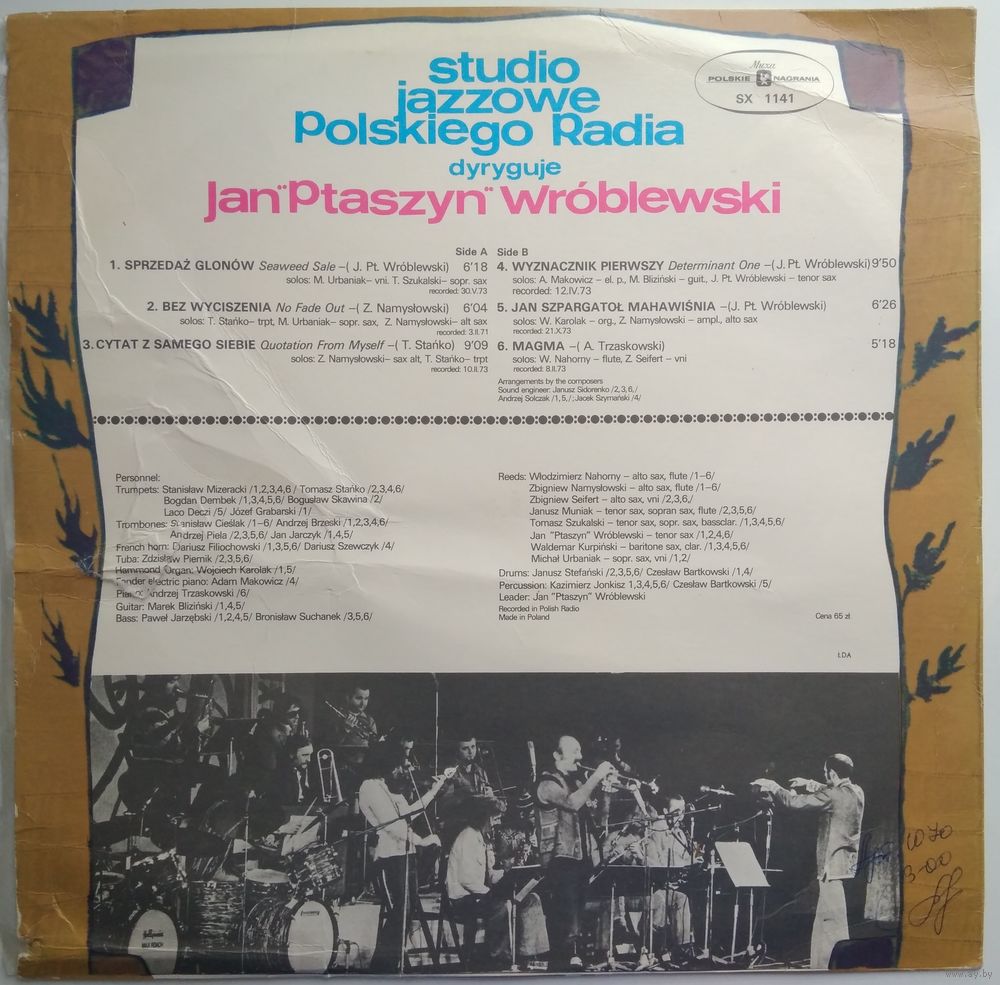 studio
jazzowe
Polskiego Radia
dyryguje
Jan "Ptaszyn" Wróblewski
Muza
POLSKIE NAGRANIA
SX 1141
Side A
1. SPRZEDAŻ GLONÓW Seaweed Sale –( J. Pt. Wróblewski) 6'18
solos: M. Urbaniak– vni. T. Szukalski– sopr. sax
recorded: 30.V.73
2. BEZ WYCISZENIA No Fade Out –( Z. Namysłowski) 6'04
solos: T. Stańko– trpt, M. Urbaniak– sopr. sax, Z. Namysłowski– alt sax
recorded: 3.II.71
3. CYTAT Z SAMEGO SIEBIE Quotation From Myself –( T. Stańko) 9'09
solos: Z. Namysłowski– sax alt, T. Stańko– trpt
recorded: 10.II.73
Side B
4. WYZNACZNIK PIERWSZY Determinant One –(J. Pt. Wróblewski) 9'50
solos: A. Makowicz – el. p., M. Bliziński – guit., J. Pt. Wróblewski – tenor sax
recorded: 12.IV.73
5. JAN SZPARGATOŁ MAHAWIŚNIA –(J. Pt. Wróblewski) 6'26
solos: W. Karolak – org., Z. Namysłowski – ampl., alto sax
recorded: 21.X.73
6. MAGMA –( A. Trzaskowski) 5'18
solos: W. Nahorny – flute, Z. Seifert – vni
recorded: 8.II.73
Arrangements by the composers
Sound engineer: Janusz Sidorenko /2,3,6,/
Andrzej Solczak /1,5,/; Jacek Szymański /4/
Personnel:
Trumpets: Stanisław Mizeracki /1,2,3,4,6 / Tomasz Stańko /2,3,4,6/
Bogdan Dembek /1,3,4,5,6/ Bogusław Skawina /2/
Laco Deczi /5/ Józef Grabarski /1/
Trombones: Stanisław Cieślak /1–6/ Andrzej Brzeski /1,2,3,4,6/
Andrzej Piela /2,3,5,6/ Jan Jarczyk /1,4,5/
French horn: Dariusz Filiochowski /1,3,5,6/ Dariusz Szewczyk /4/
Tuba: Zdzisław Piernik /2,3,5,6/
Hammond Organ: Wojciech Karolak /1,5/
Fender electric piano: Adam Makowicz /4/
Piano: Andrzej Trzaskowski /6/
Guitar: Marek Bliziński /1,4,5/
Bass: Paweł Jarzębski /1,2,4,5/ Bronisław Suchanek /3,5,6/
Reeds: Włodzimierz Nahorny – alto sax, flute /1–6/
Zbigniew Namysłowski – alto sax, flute /1–6/
Zbigniew Seifert – alto sax, vni /2,3,6,/
Janusz Muniak – tenor sax, sopran sax, flute /2,3,5,6/
Tomasz Szukalski – tenor sax, sopr. sax, bassclar. /1,3,4,5,6/
Jan "Ptaszyn" Wróblewski – tenor sax /1,2,4,6/
Waldemar Kurpiński – baritone sax, clar. /1,3,4,5,6/
Michał Urbaniak – sopr. sax, vni /1,2/
Drums: Janusz Stefański /2,3,5,6/ Czesław Bartkowski /1,4/
Percussion: Kazimierz Jonkisz 1,3,4,5,6/ Czesław Bartkowski /5/
Leader: Jan "Ptaszyn" Wróblewski
Recorded in Polish Radio
Made in Poland
Cena 65 zł
ŁDA
MAX ROACH
1070
3-00
www.ay.by